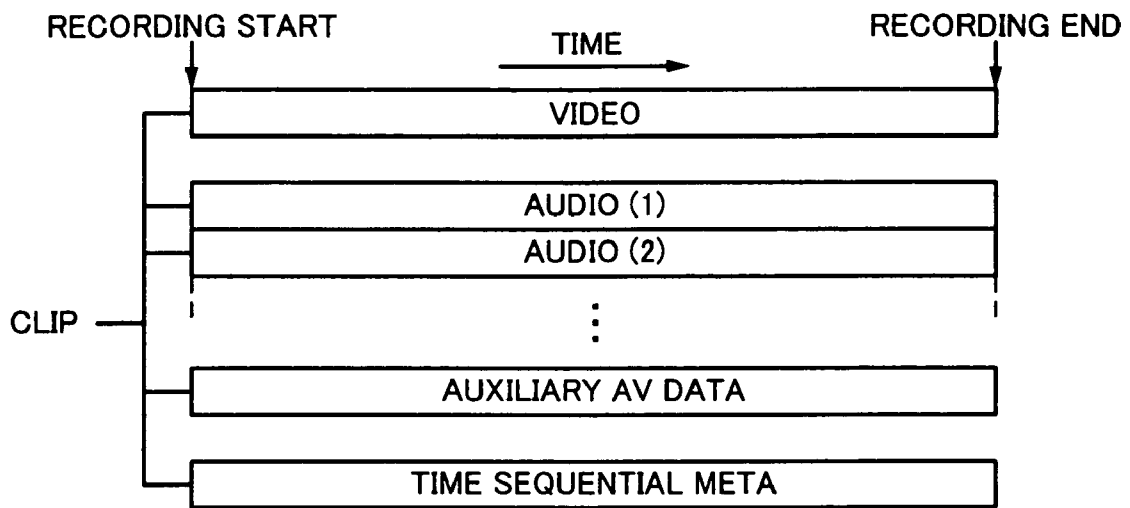 RECORDING START
RECORDING END
TIME
VIDEO
AUDIO (1)
AUDIO (2)
CLIP
AUXILIARY AV DATA
TIME SEQUENTIAL META